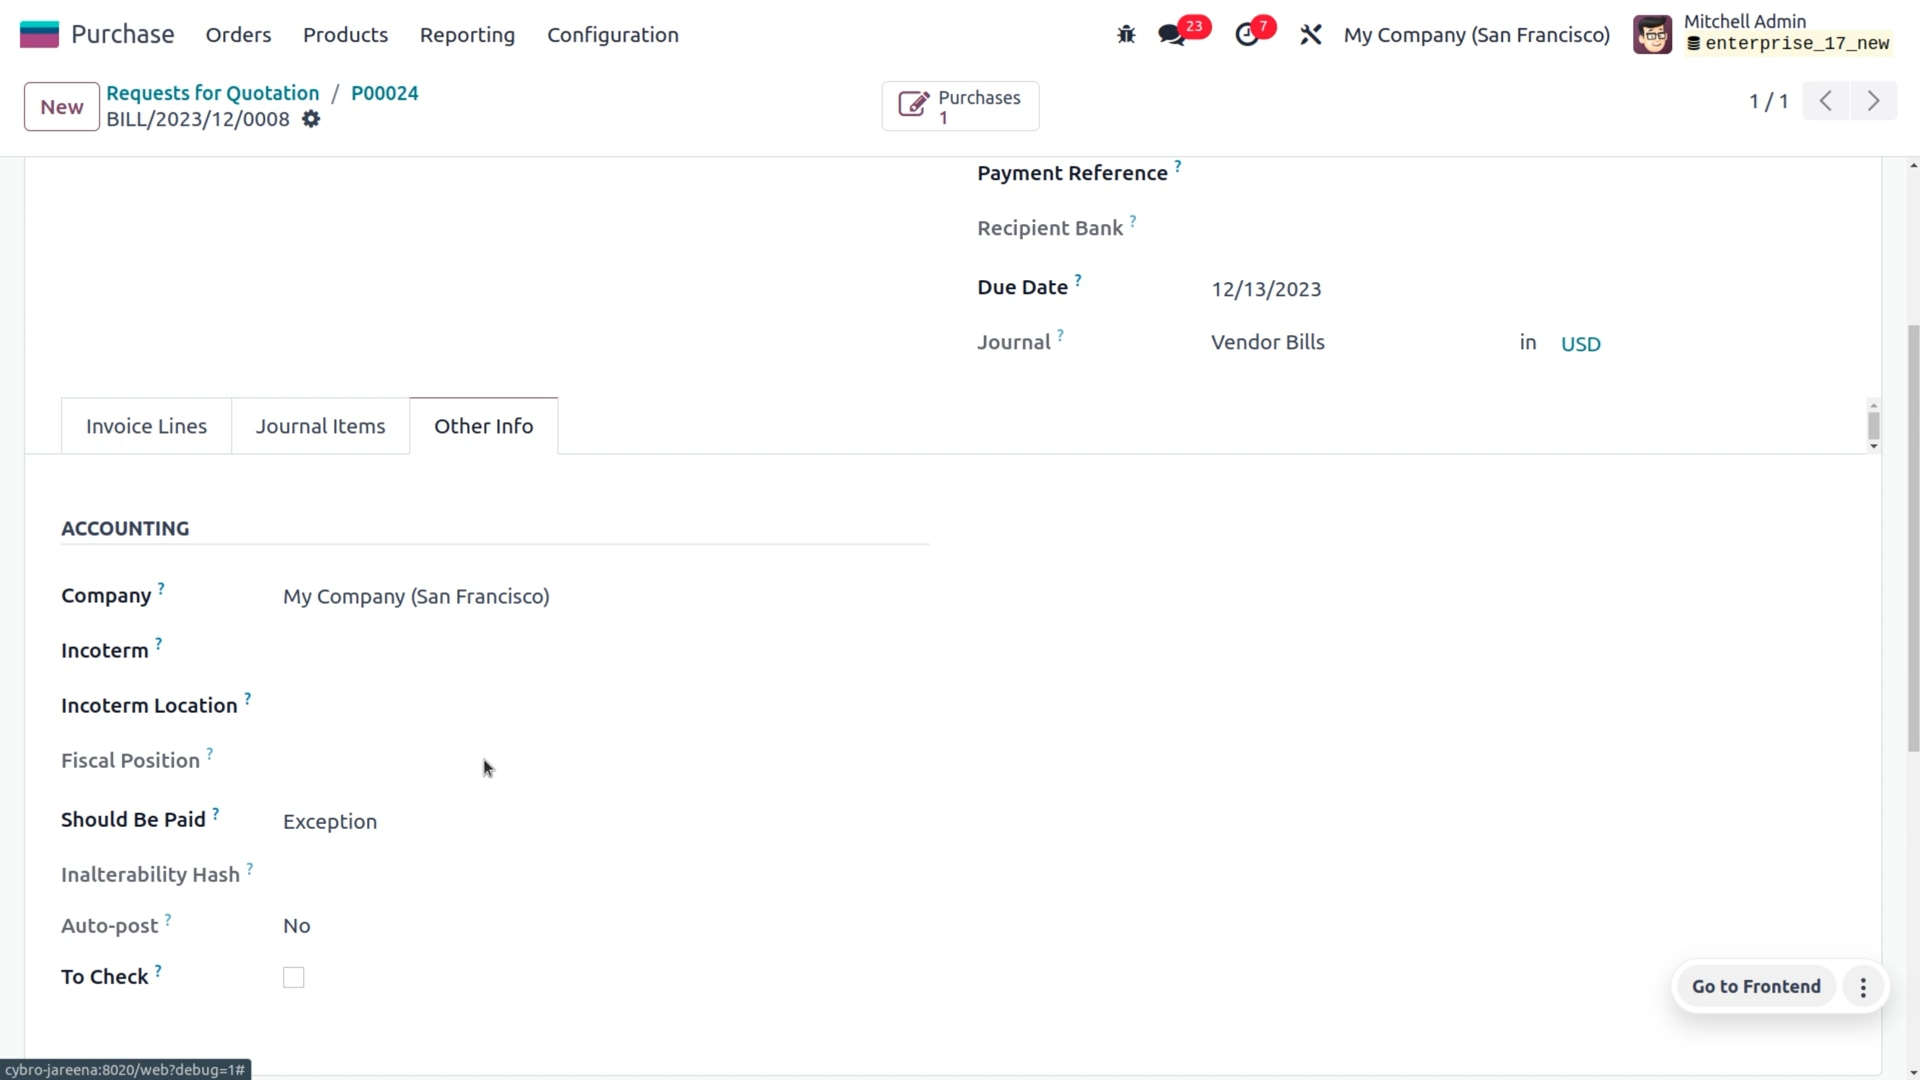 Purchase Orders Products Reporting Configuration 23 7 My Company (San Francisco) Mitchell Admin
enterprise_17_new
New Requests for Quotation / P00024
BILL/2023/12/0008
Purchases
1
1 / 1
Payment Reference ?
Recipient Bank ?
Due Date ? 12/13/2023
Journal ? Vendor Bills in USD
Invoice Lines Journal Items Other Info
ACCOUNTING
Company ? My Company (San Francisco)
Incoterm ?
Incoterm Location ?
Fiscal Position ?
Should Be Paid ? Exception
Inalterability Hash ?
Auto-post ? No
To Check ?
Go to Frontend
cybro-jareena:8020/web?debug=1#